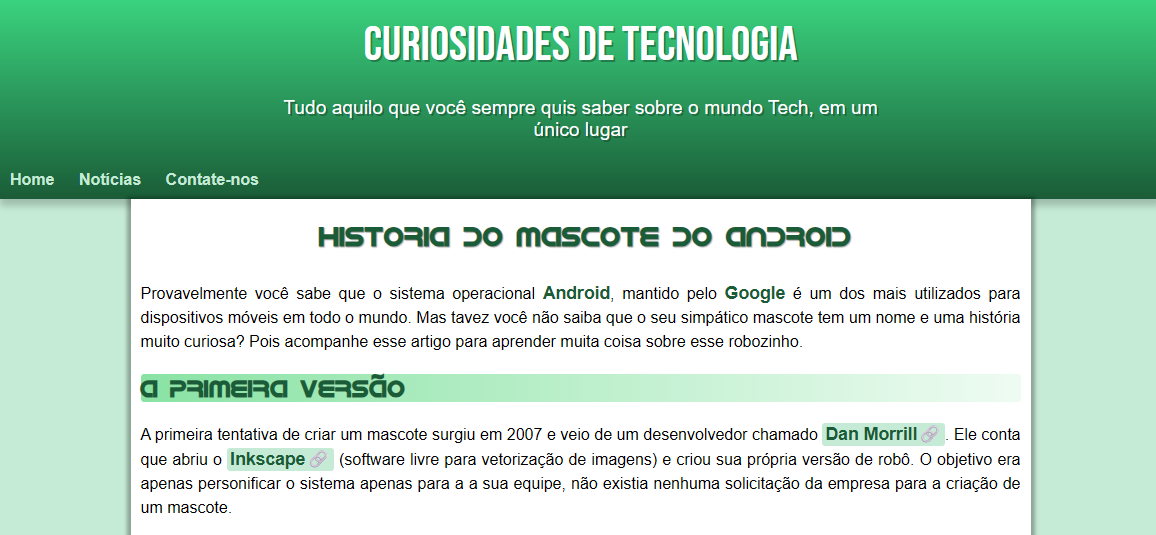 CURIOSIDADES DE TECNOLOGIA
Tudo aquilo que você sempre quis saber sobre o mundo Tech, em um
único lugar
Home Notícias Contate-nos
HISTORIA DO MASCOTE DO ANDROID
Provavelmente você sabe que o sistema operacional Android, mantido pelo Google é um dos mais utilizados para
dispositivos móveis em todo o mundo. Mas tavez você não saiba que o seu simpático mascote tem um nome e uma história
muito curiosa? Pois acompanhe esse artigo para aprender muita coisa sobre esse robozinho.
A PRIMEIRA VERSÃO
A primeira tentativa de criar um mascote surgiu em 2007 e veio de um desenvolvedor chamado Dan Morrill. Ele conta
que abriu o Inkscape (software livre para vetorização de imagens) e criou sua própria versão de robô. O objetivo era
apenas personificar o sistema apenas para a a sua equipe, não existia nenhuma solicitação da empresa para a criação de
um mascote.